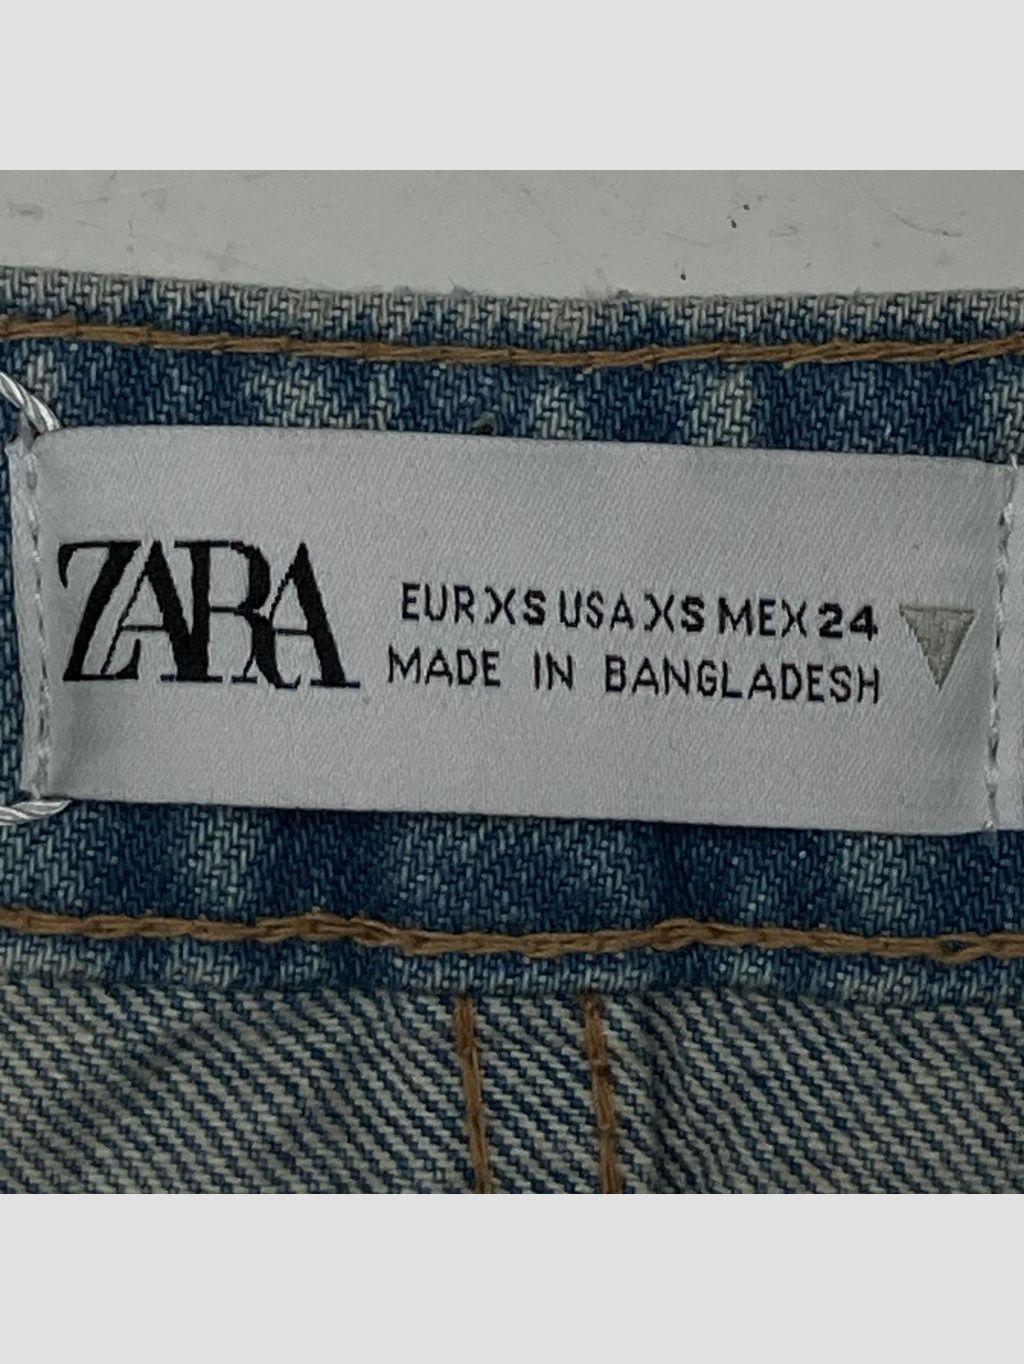 ZARA
EUR XS USA XS MEX 24
MADE IN BANGLADESH